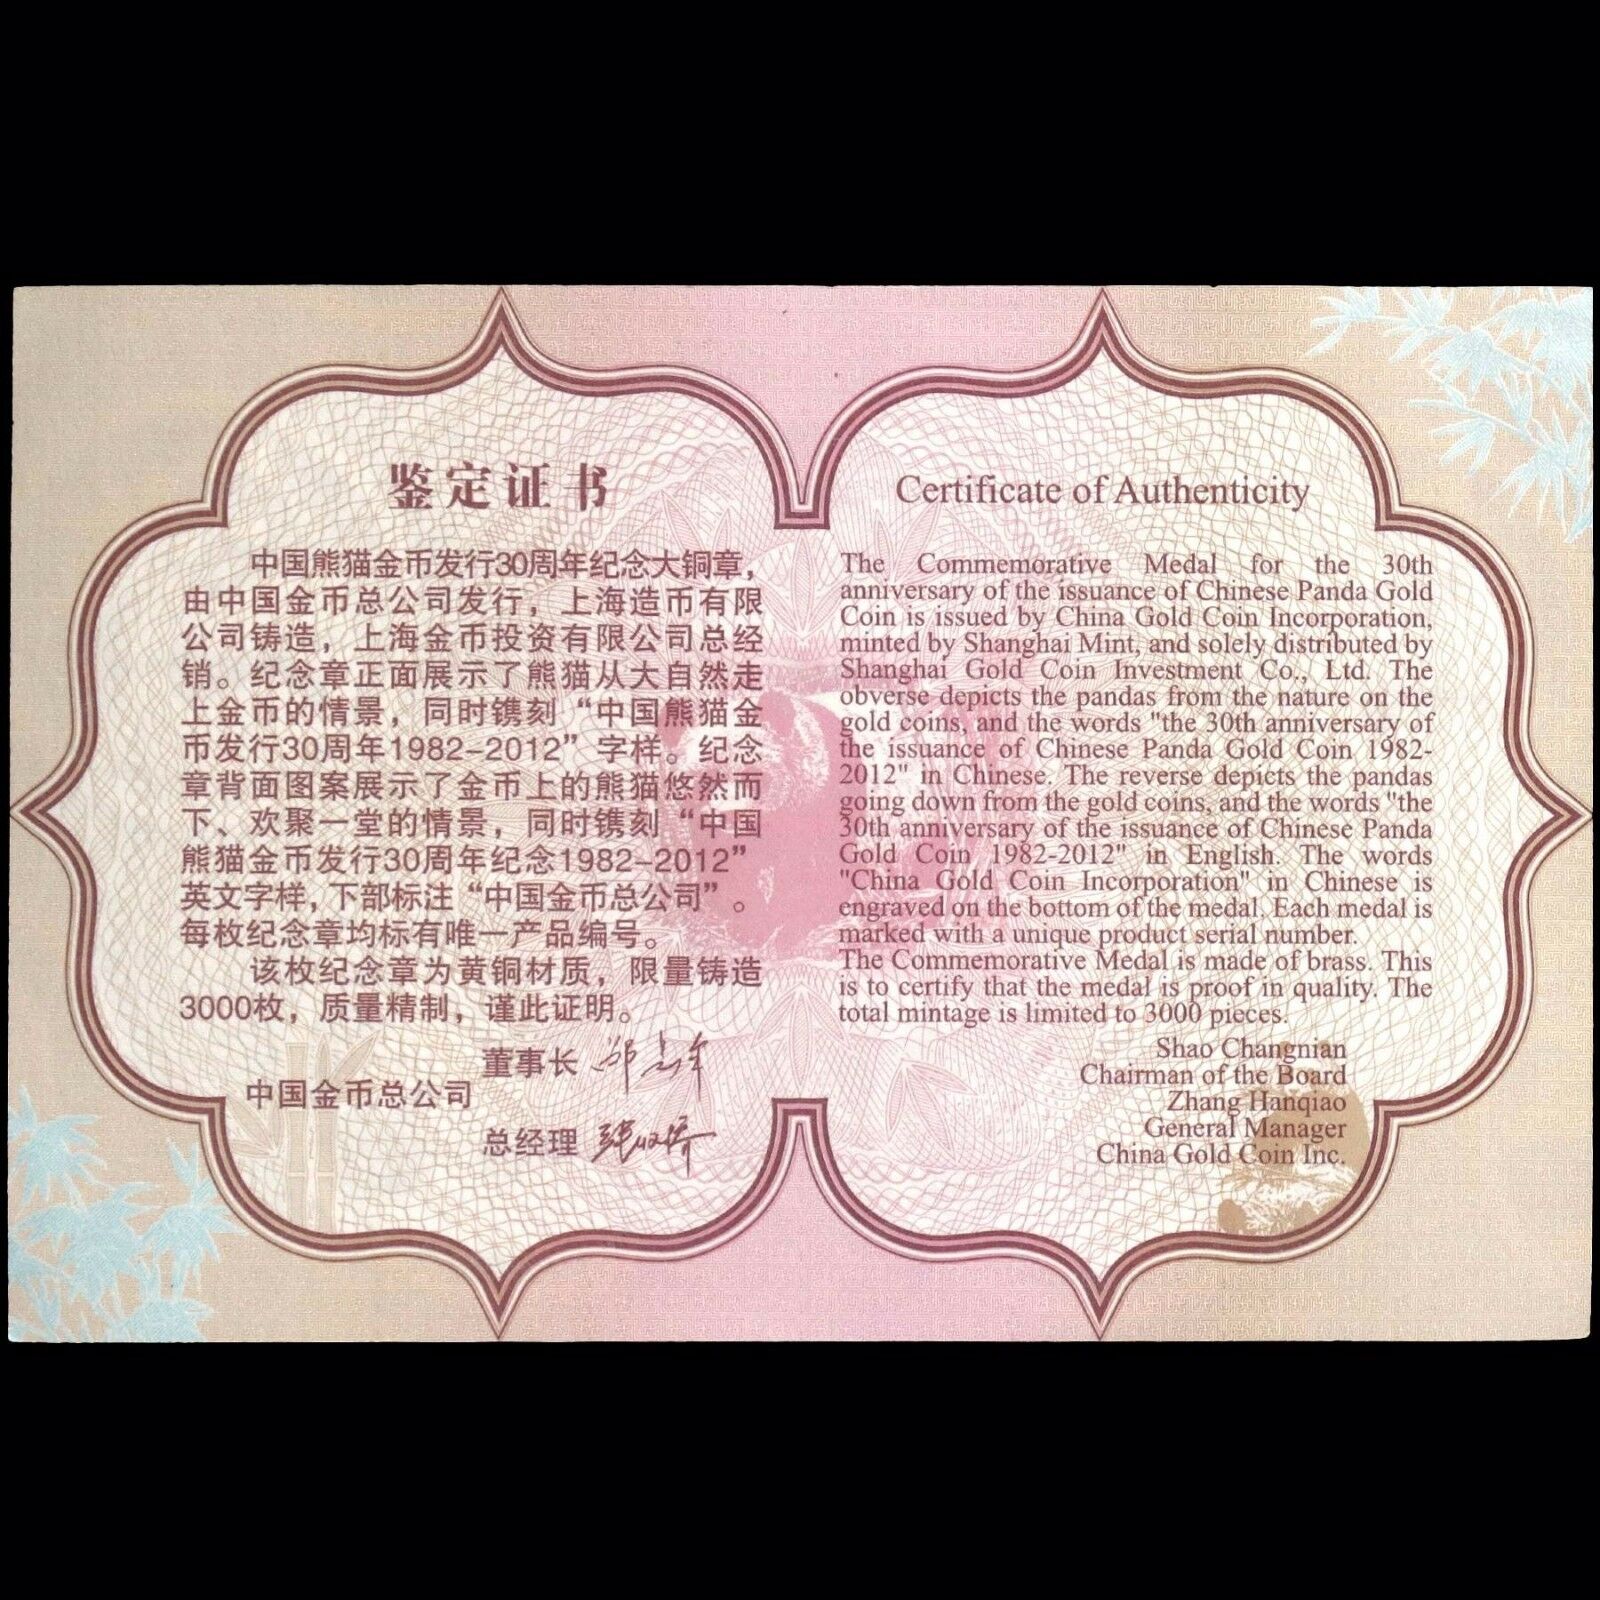 鉴定证书
中国熊猫金币发行30周年纪念大铜章，
由中国金币总公司发行，上海造币有限
公司铸造，上海金币投资有限公司总经
销。纪念章正面展示了熊猫从大自然走
上金币的情景，同时镌刻“中国熊猫金
币发行30周年1982-2012”字样。纪念
章背面图案展示了金币上的熊猫悠然而
下、欢聚一堂的情景，同时镌刻“中国
熊猫金币发行30周年纪念1982-2012”
英文字样，下部标注“中国金币总公司”。
每枚纪念章均标有唯一产品编号。
该枚纪念章为黄铜材质，限量铸造
3000枚，质量精制，谨此证明。
董事长
中国金币总公司
总经理
Certificate of Authenticity
The Commemorative Medal for the 30th
anniversary of the issuance of Chinese Panda Gold
Coin is issued by China Gold Coin Incorporation,
minted by Shanghai Mint, and solely distributed by
Shanghai Gold Coin Investment Co., Ltd. The
obverse depicts the pandas from the nature on the
gold coins, and the words "the 30th anniversary of
the issuance of Chinese Panda Gold Coin 1982-
2012" in Chinese. The reverse depicts the pandas
going down from the gold coins, and the words "the
30th anniversary of the issuance of Chinese Panda
Gold Coin 1982-2012" in English. The words
"China Gold Coin Incorporation" in Chinese is
engraved on the bottom of the medal. Each medal is
marked with a unique product serial number.
The Commemorative Medal is made of brass. This
is to certify that the medal is proof in quality. The
total mintage is limited to 3000 pieces.
Shao Changnian
Chairman of the Board
Zhang Hanqiao
General Manager
China Gold Coin Inc.